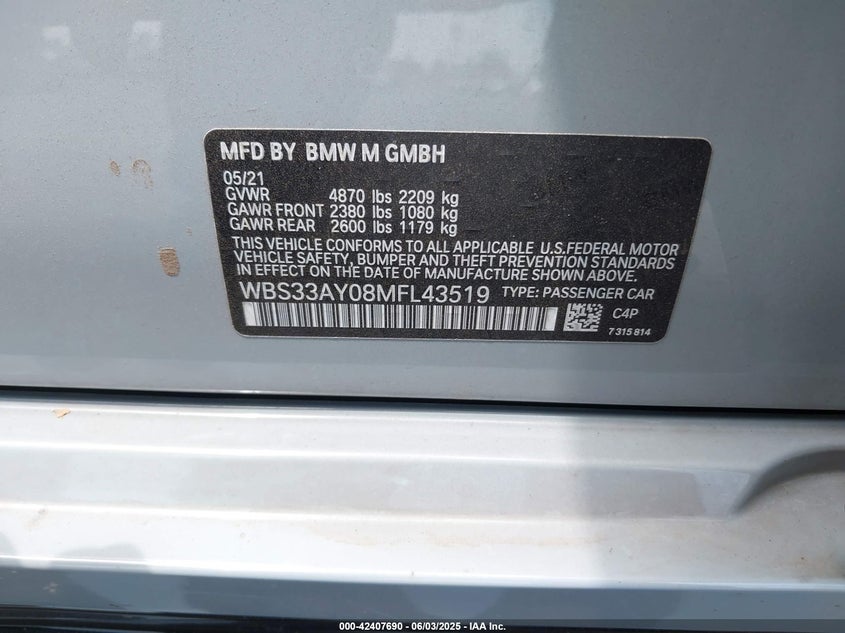 MFD BY BMW M GMBH
05/21
GVWR 4870 lbs 2209 kg
GAWR FRONT 2380 lbs 1080 kg
GAWR REAR 2600 lbs 1179 kg
THIS VEHICLE CONFORMS TO ALL APPLICABLE U.S.FEDERAL MOTOR
VEHICLE SAFETY, BUMPER AND THEFT PREVENTION STANDARDS
IN EFFECT ON THE DATE OF MANUFACTURE SHOWN ABOVE.
WBS33AY08MFL43519 TYPE: PASSENGER CAR
C4P
7 315 814
000-42407690 - 06/03/2025 - IAA Inc.